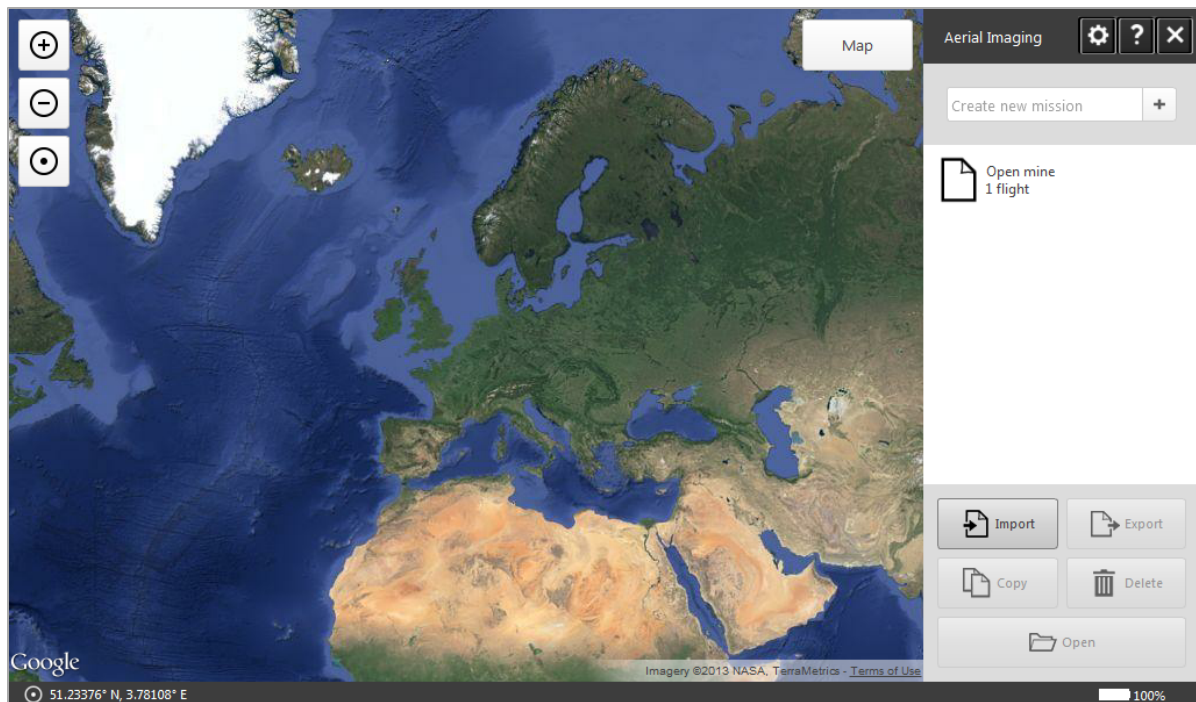 Map
Aerial Imaging
?
Create new mission
+
Open mine
1 flight
Import
Export
Copy
Delete
Open
Google
Imagery ©2013 NASA, TerraMetrics - Terms of Use
51.23376° N, 3.78108° E
100%